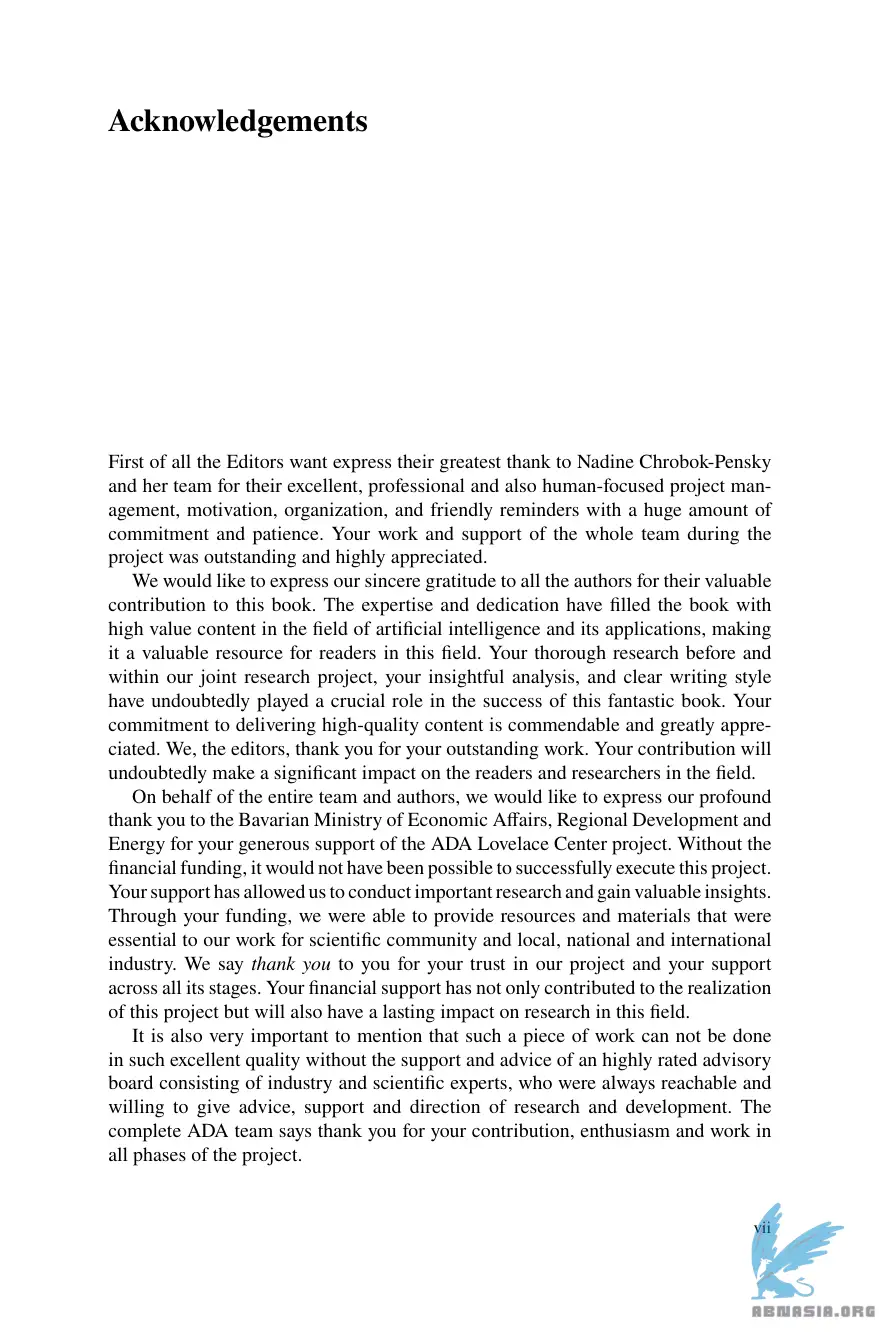 Acknowledgements
First of all the Editors want express their greatest thank to Nadine Chrobok-Pensky
and her team for their excellent, professional and also human-focused project man-
agement, motivation, organization, and friendly reminders with a huge amount of
commitment and patience. Your work and support of the whole team during the
project was outstanding and highly appreciated.
We would like to express our sincere gratitude to all the authors for their valuable
contribution to this book. The expertise and dedication have filled the book with
high value content in the field of artificial intelligence and its applications, making
it a valuable resource for readers in this field. Your thorough research before and
within our joint research project, your insightful analysis, and clear writing style
have undoubtedly played a crucial role in the success of this fantastic book. Your
commitment to delivering high-quality content is commendable and greatly appre-
ciated. We, the editors, thank you for your outstanding work. Your contribution will
undoubtedly make a significant impact on the readers and researchers in the field.
On behalf of the entire team and authors, we would like to express our profound
thank you to the Bavarian Ministry of Economic Affairs, Regional Development and
Energy for your generous support of the ADA Lovelace Center project. Without the
financial funding, it would not have been possible to successfully execute this project.
Your support has allowed us to conduct important research and gain valuable insights.
Through your funding, we were able to provide resources and materials that were
essential to our work for scientific community and local, national and international
industry. We say thank you to you for your trust in our project and your support
across all its stages. Your financial support has not only contributed to the realization
of this project but will also have a lasting impact on research in this field.
It is also very important to mention that such a piece of work can not be done
in such excellent quality without the support and advice of an highly rated advisory
board consisting of industry and scientific experts, who were always reachable and
willing to give advice, support and direction of research and development. The
complete ADA team says thank you for your contribution, enthusiasm and work in
all phases of the project.
vii
ABNASIA.ORG